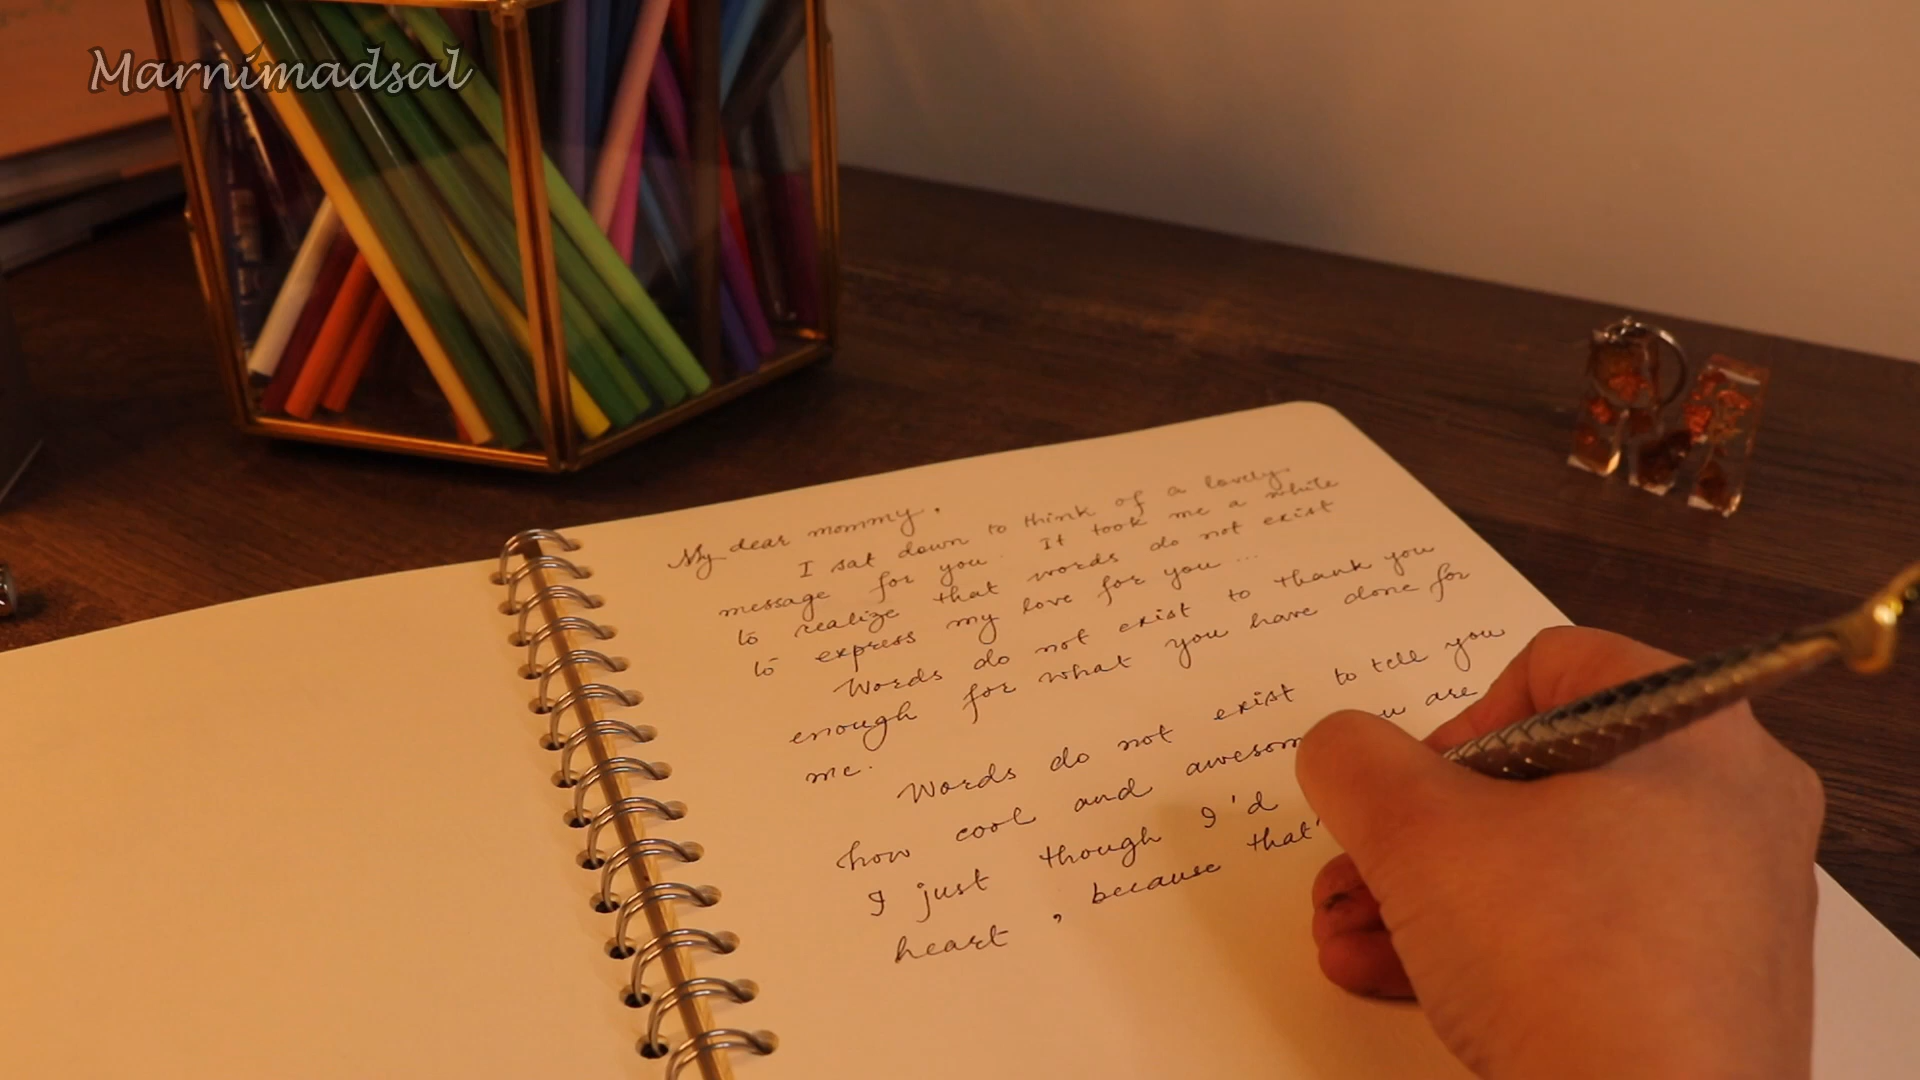 Marnimadsal
My dear mommy,
I sat down to think of a lovely
message for you. It took me a while
to realize that words do not exist
to express my love for you...
Words do not exist to thank you
enough for what you have done for
me.
Words do not exist to tell you
how cool and awesom u are
I just though I'd
heart, because that'